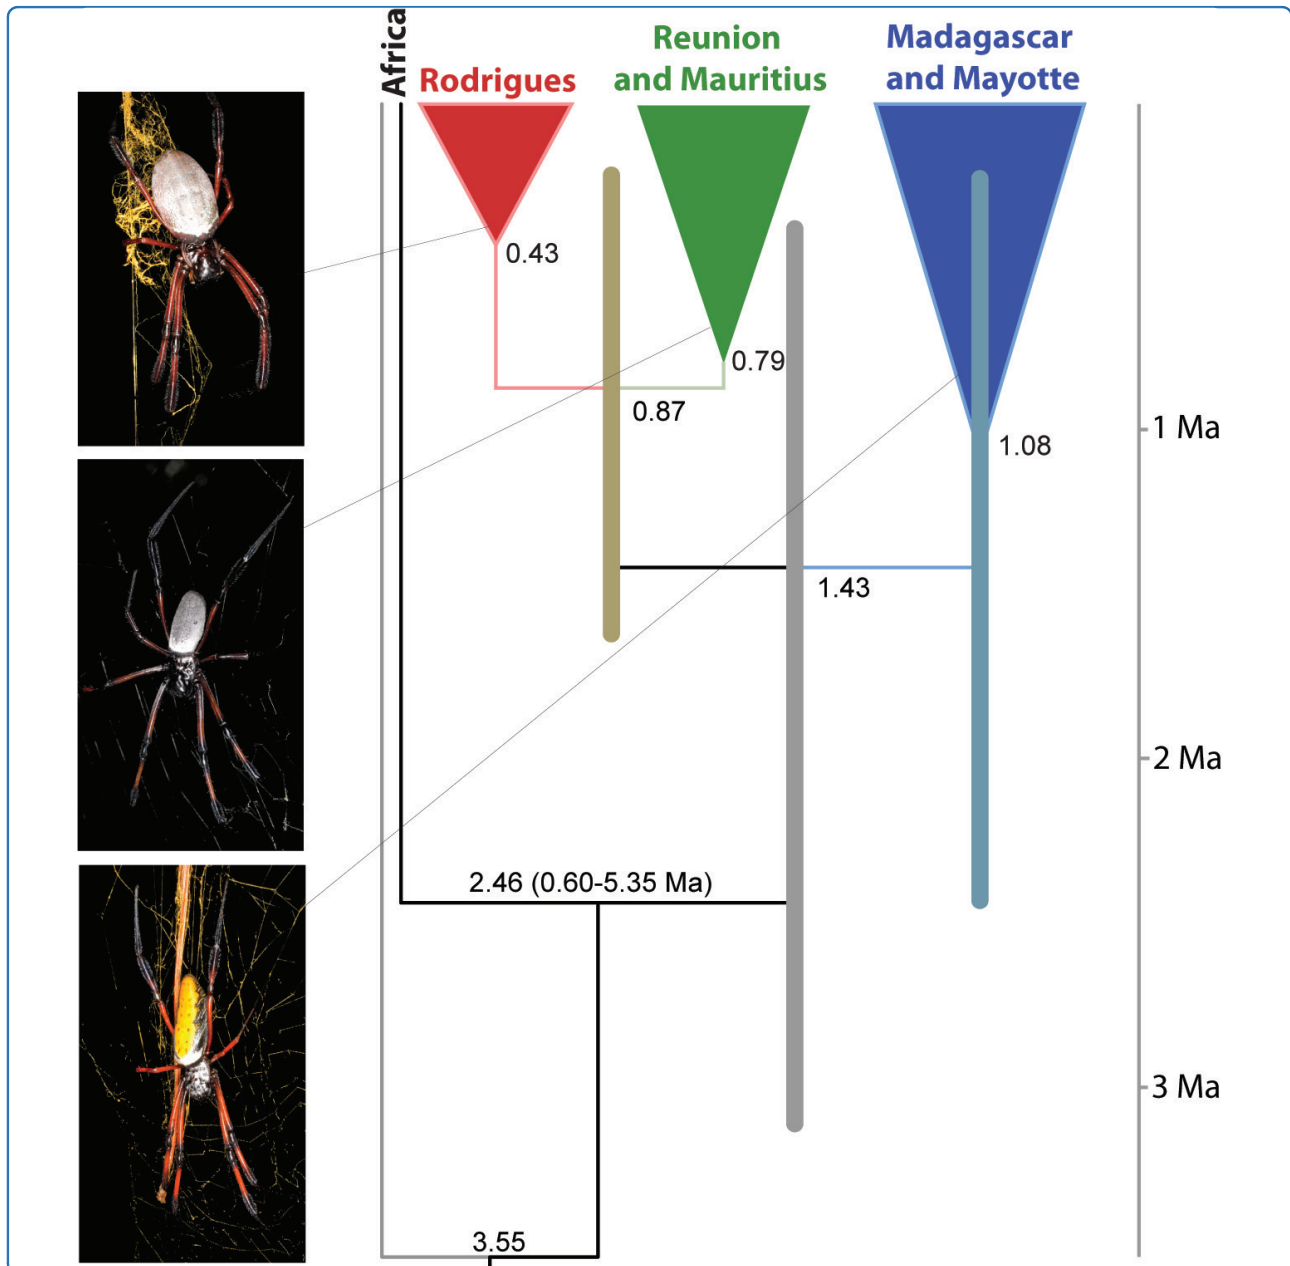 Africa
Rodrigues
Reunion
and Mauritius
Madagascar
and Mayotte
0.43
0.79
0.87
1.08
1 Ma
1.43
2 Ma
2.46 (0.60-5.35 Ma)
3 Ma
3.55